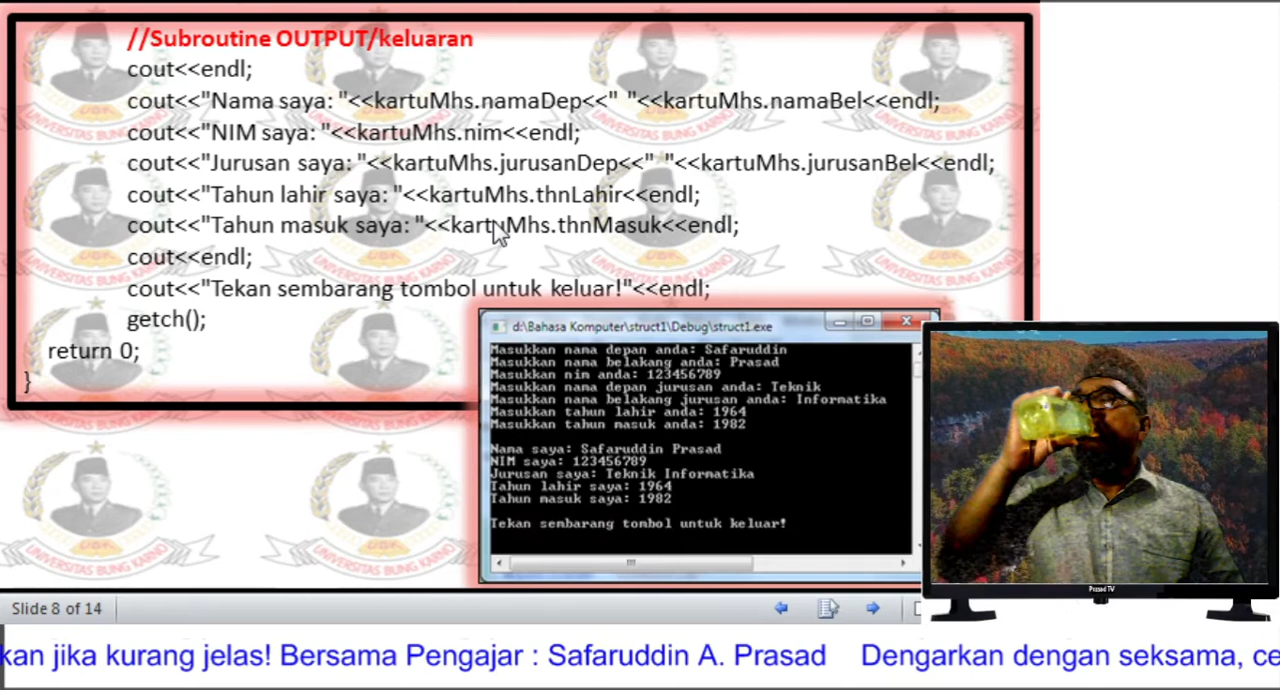 //Subroutine OUTPUT/keluaran
cout<<endl;
cout<<"Nama saya: "<<kartuMhs.namaDep<<" "<<kartuMhs.namaBel<<endl;
cout<<"NIM saya: "<<kartuMhs.nim<<endl;
cout<<"Jurusan saya: "<<kartuMhs.jurusanDep<<" "<<kartuMhs.jurusanBel<<endl;
cout<<"Tahun lahir saya: "<<kartuMhs.thnLahir<<endl;
cout<<"Tahun masuk saya: "<<kartuMhs.thnMasuk<<endl;
cout<<endl;
cout<<"Tekan sembarang tombol untuk keluar!"<<endl;
getch();
return 0;
}
d:\Bahasa Komputer\struct1\Debug\struct1.exe
Masukkan nama depan anda: Safaruddin
Masukkan nama belakang anda: Prasad
Masukkan nim anda: 123456789
Masukkan nama depan jurusan anda: Teknik
Masukkan nama belakang jurusan anda: Informatika
Masukkan tahun lahir anda: 1964
Masukkan tahun masuk anda: 1982
Nama saya: Safaruddin Prasad
NIM saya: 123456789
Jurusan saya: Teknik Informatika
Tahun lahir saya: 1964
Tahun masuk saya: 1982
Tekan sembarang tombol untuk keluar!
UNIVERSITAS BUNG KARNO
UBK
Prasad TV
Slide 8 of 14
kan jika kurang jelas! Bersama Pengajar : Safaruddin A. Prasad Dengarkan dengan seksama, ce